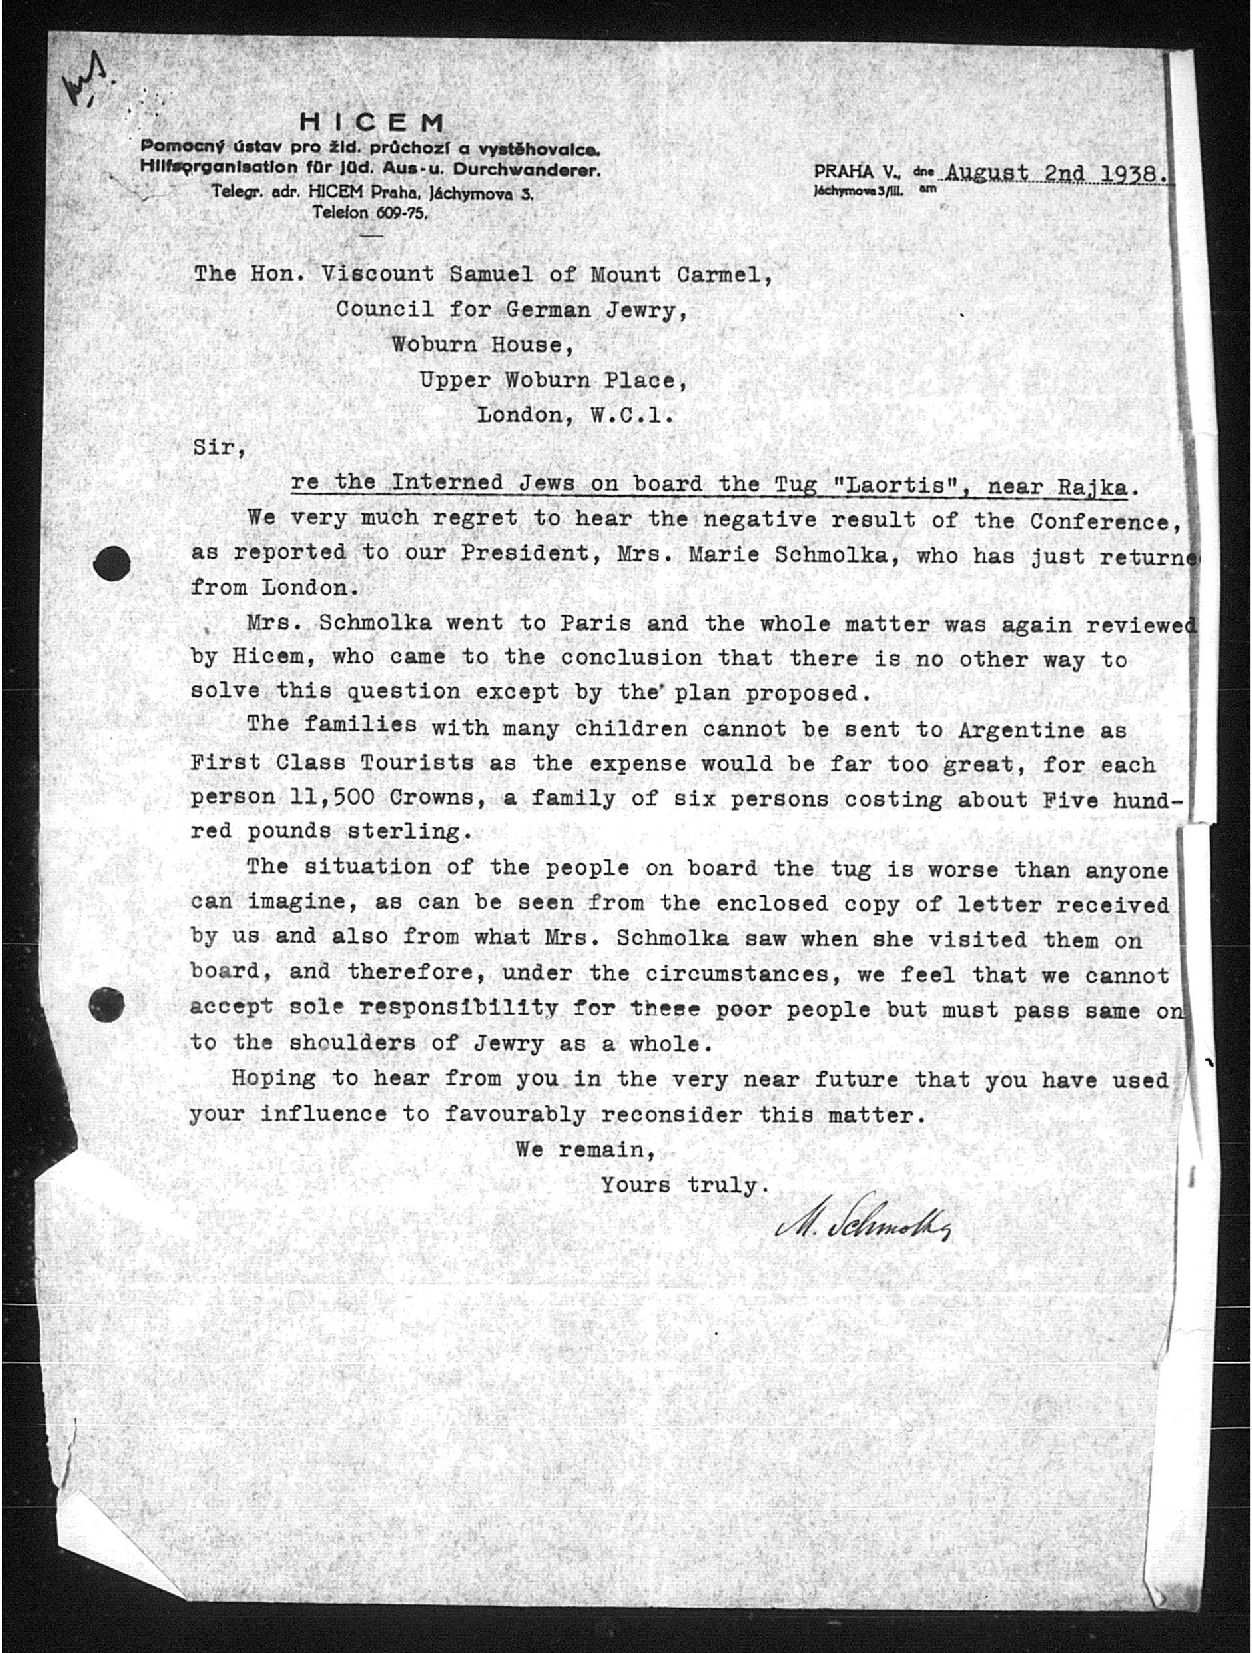 HICEM
Pomocný ústav pro žid. průchozí a vystěhovalce.
Hilfsorganisation für jüd. Aus-u. Durchwanderer.
Telegr. adr. HICEM Praha, Jáchymova 3.
Telefon 609-75.
PRAHA V., dne August 2nd 1938.
Jáchymova 3/III. am
The Hon. Viscount Samuel of Mount Carmel,
Council for German Jewry,
Woburn House,
Upper Woburn Place,
London, W.C.1.
Sir,
re the Interned Jews on board the Tug "Laortis", near Rajka.
We very much regret to hear the negative result of the Conference,
as reported to our President, Mrs. Marie Schmolka, who has just returne
from London.
Mrs. Schmolka went to Paris and the whole matter was again reviewed
by Hicem, who came to the conclusion that there is no other way to
solve this question except by the plan proposed.
The families with many children cannot be sent to Argentine as
First Class Tourists as the expense would be far too great, for each
person 11,500 Crowns, a family of six persons costing about Five hund-
red pounds sterling.
The situation of the people on board the tug is worse than anyone
can imagine, as can be seen from the enclosed copy of letter received
by us and also from what Mrs. Schmolka saw when she visited them on
board, and therefore, under the circumstances, we feel that we cannot
accept sole responsibility for these poor people but must pass same on
to the shoulders of Jewry as a whole.
Hoping to hear from you in the very near future that you have used
your influence to favourably reconsider this matter.
We remain,
Yours truly.
M. Schmolka